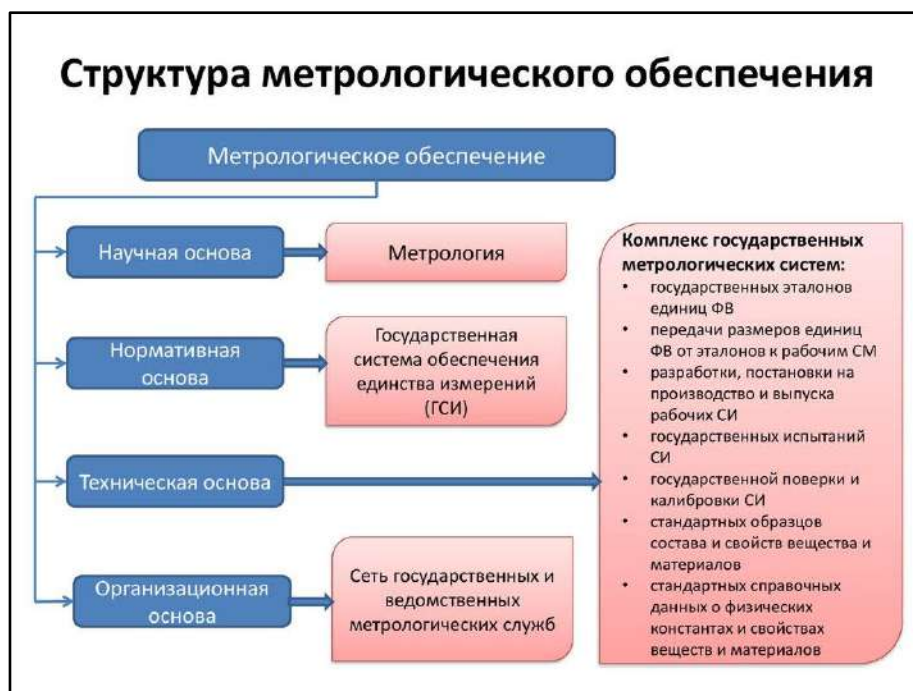 Структура метрологического обеспечения
Метрологическое обеспечение
Научная основа
Метрология
Нормативная
основа
Государственная
система обеспечения
единства измерений
(ГСИ)
Техническая основа
Организационная
основа
Сеть государственных и
ведомственных
метрологических служб
Комплекс государственных
метрологических систем:
• государственных эталонов
единиц ФВ
• передачи размеров единиц
ФВ от эталонов к рабочим СМ
• разработки, постановки на
производство и выпуска
рабочих СИ
• государственных испытаний
СИ
• государственной поверки и
калибровки СИ
• стандартных образцов
состава и свойств вещества и
материалов
• стандартных справочных
данных о физических
константах и свойствах
веществ и материалов